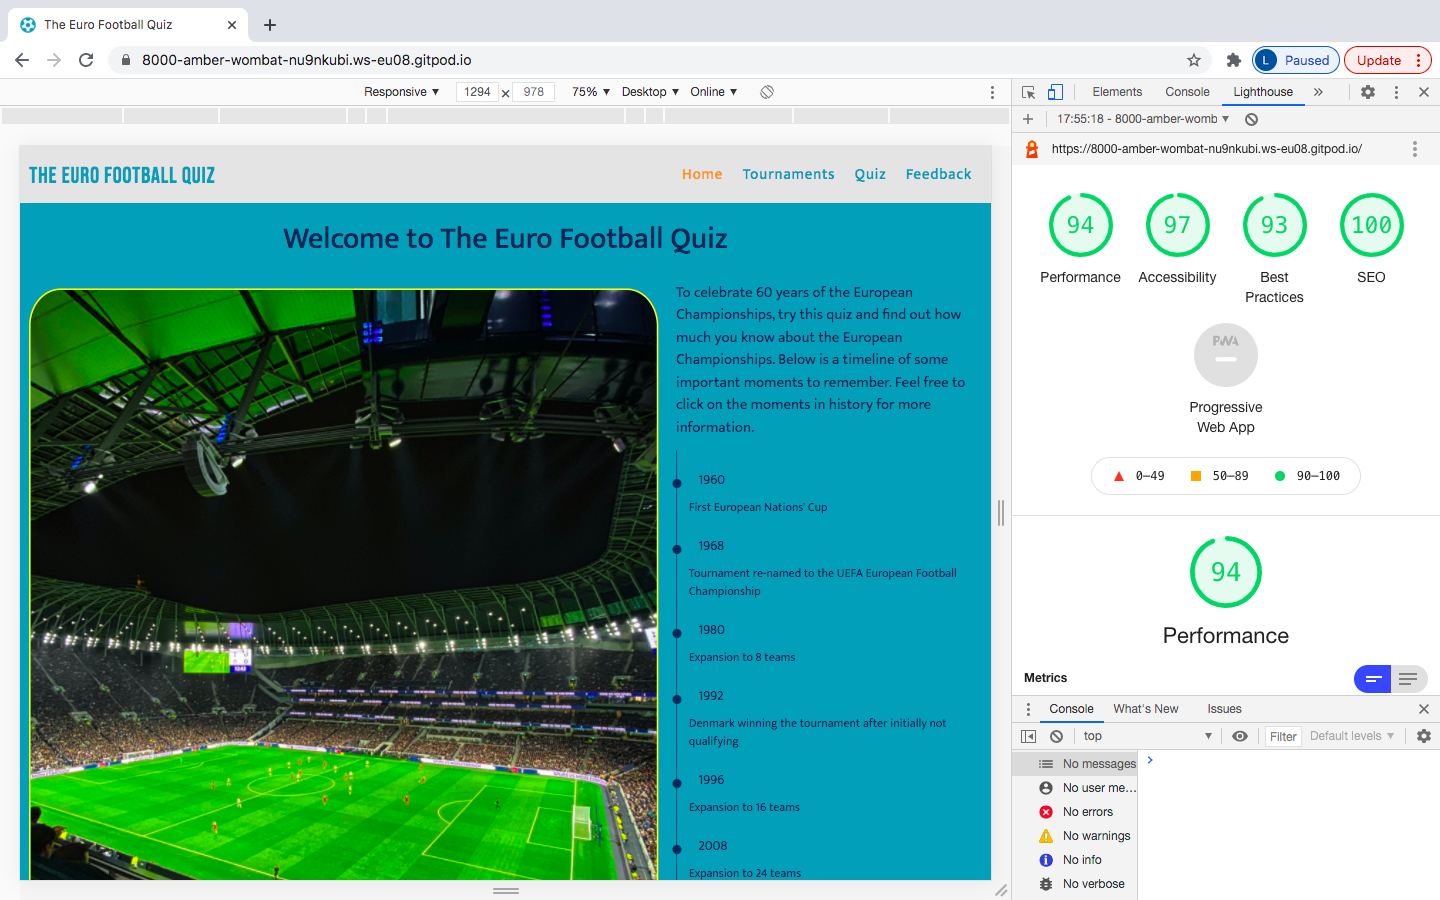 The Euro Football Quiz
8000-amber-wombat-nu9nkubi.ws-eu08.gitpod.io
L Paused
Update
Responsive ▼ 1294 x 978 75% ▼ Desktop ▼ Online ▼
Elements Console Lighthouse »
17:55:18 - 8000-amber-womb ▼
https://8000-amber-wombat-nu9nkubi.ws-eu08.gitpod.io/
THE EURO FOOTBALL QUIZ
Home Tournaments Quiz Feedback
Welcome to The Euro Football Quiz
To celebrate 60 years of the European
Championships, try this quiz and find out how
much you know about the European
Championships. Below is a timeline of some
important moments to remember. Feel free to
click on the moments in history for more
information.
1960
First European Nations' Cup
1968
Tournament re-named to the UEFA European Football
Championship
1980
Expansion to 8 teams
1992
Denmark winning the tournament after initially not
qualifying
1996
Expansion to 16 teams
2008
Expansion to 24 teams
94 97 93 100
Performance Accessibility Best SEO
Practices
PWA
Progressive
Web App
0–49 50–89 90–100
94
Performance
Metrics
Console What's New Issues
top ▼ Filter Default levels ▼
No messages
No user me...
No errors
No warnings
No info
No verbose